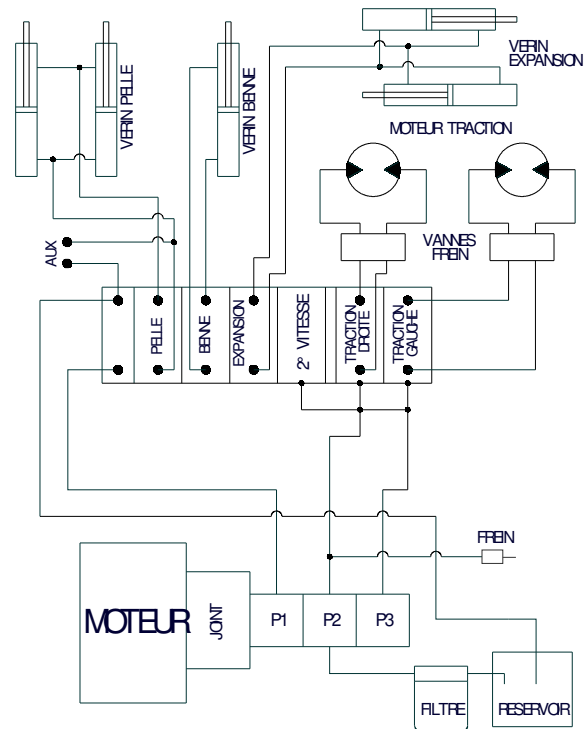 VERIN PELLE
VERIN BENNE
VERIN
EXPANSION
MOTEUR TRACTION
VANNES
FREIN
AUX
PELLE
BENNE
EXPANSION
2° VITESSE
TRACTION
DROITE
TRACTION
GAUCHE
FREIN
MOTEUR
JOINT
P1
P2
P3
FILTRE
RESERVOIR